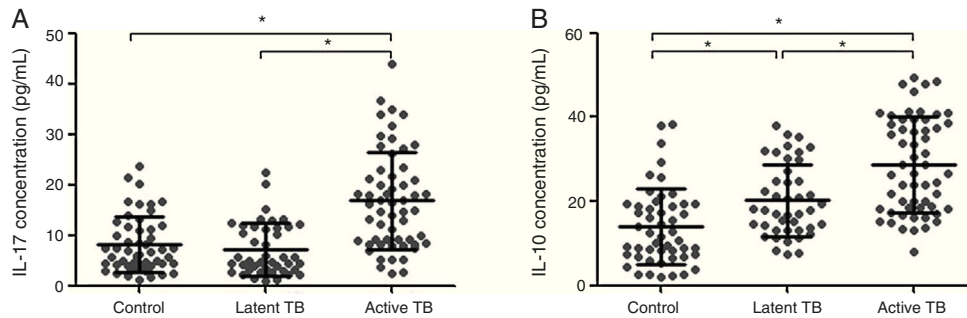 A
B
IL-17 concentration (pg/mL)
50
40
30
20
10
0
*
*
Control
Latent TB
Active TB
IL-10 concentration (pg/mL)
60
40
20
0
*
*
*
Control
Latent TB
Active TB